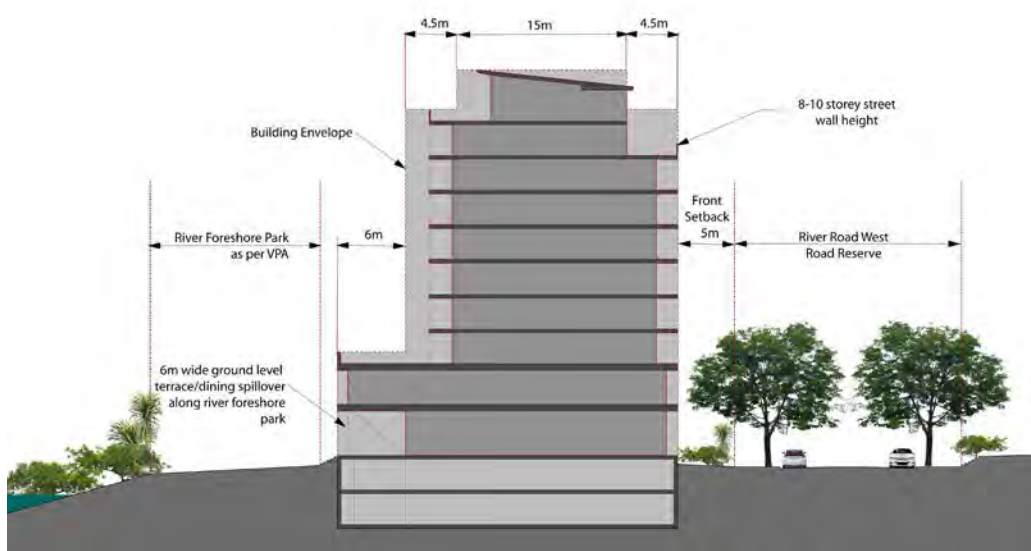 4.5m
15m
4.5m
Building Envelope
8-10 storey street
wall height
River Foreshore Park
as per VPA
6m
Front
Setback
5m
River Road West
Road Reserve
6m wide ground level
terrace/dining spillover
along river foreshore
park